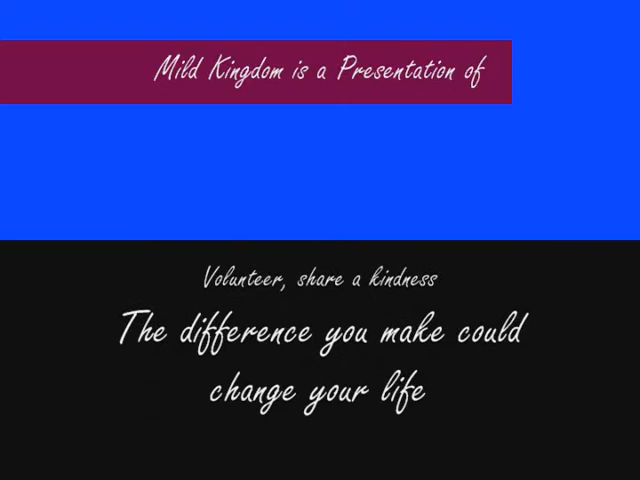 Mild Kingdom is a Presentation of
Volunteer, share a kindness
The difference you make could
change your life